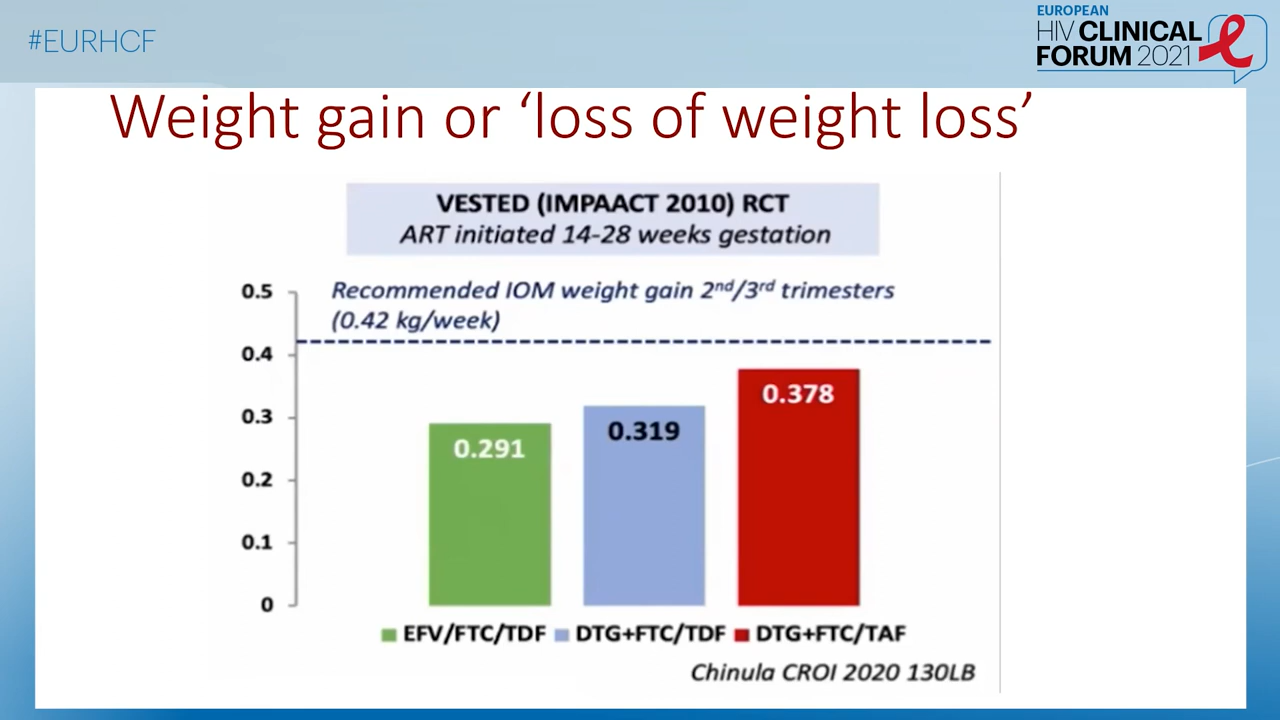 #EURHCF
EUROPEAN
HIV CLINICAL
FORUM 2021
Weight gain or ‘loss of weight loss’
VESTED (IMPAACT 2010) RCT
ART initiated 14-28 weeks gestation
Recommended IOM weight gain 2nd/3rd trimesters
(0.42 kg/week)
0.5
0.4
0.3
0.2
0.1
0
0.291
0.319
0.378
EFV/FTC/TDF DTG+FTC/TDF DTG+FTC/TAF
Chinula CROI 2020 130LB